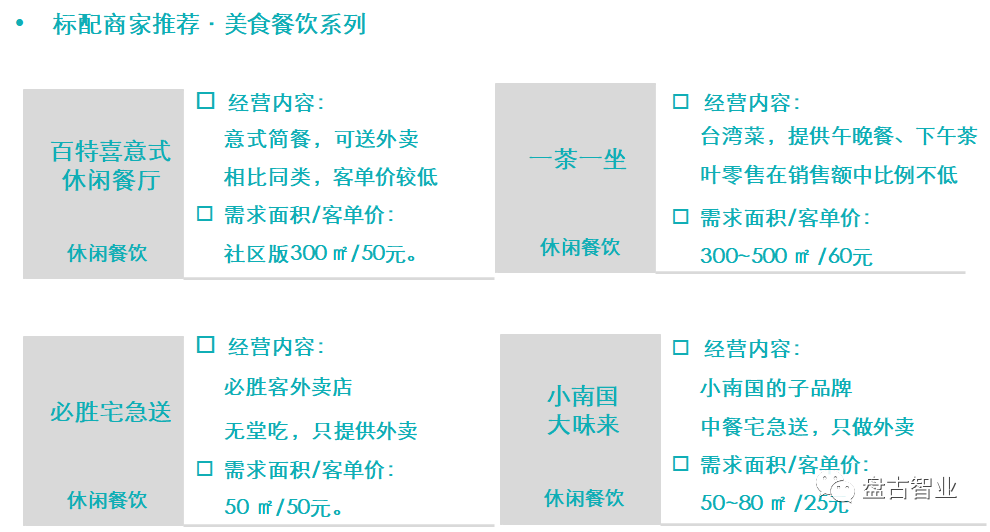 • 标配商家推荐·美食餐饮系列
百特喜意式
休闲餐厅
休闲餐饮
□ 经营内容：
意式简餐，可送外卖
相比同类，客单价较低
□ 需求面积/客单价：
社区版300 ㎡/50元。
一茶一坐
休闲餐饮
□ 经营内容：
台湾菜，提供午晚餐、下午茶
叶零售在销售额中比例不低
□ 需求面积/客单价：
300~500 ㎡ /60元
必胜宅急送
休闲餐饮
□ 经营内容：
必胜客外卖店
无堂吃，只提供外卖
□ 需求面积/客单价：
50 ㎡/50元。
小南国
大味来
休闲餐饮
□ 经营内容：
小南国的子品牌
中餐宅急送，只做外卖
□ 需求面积/客单价：
50~80 ㎡ /25元
盘古智业